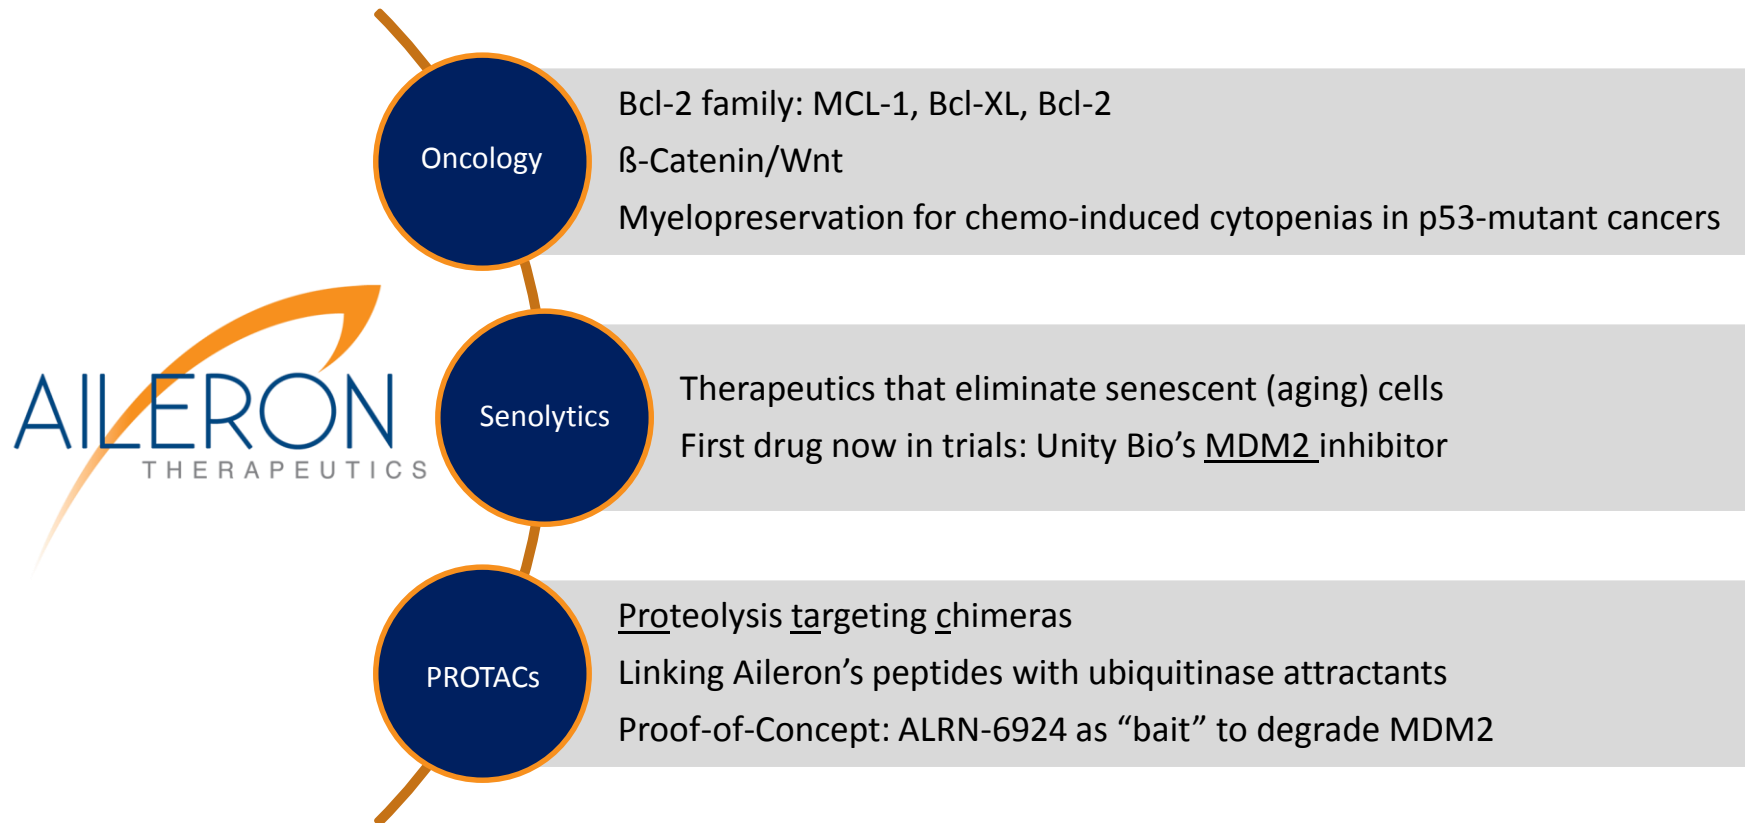 AILERON
THERAPEUTICS
Oncology
Bcl-2 family: MCL-1, Bcl-XL, Bcl-2
ß-Catenin/Wnt
Myelopreservation for chemo-induced cytopenias in p53-mutant cancers
Senolytics
Therapeutics that eliminate senescent (aging) cells
First drug now in trials: Unity Bio’s MDM2 inhibitor
PROTACs
Proteolysis targeting chimeras
Linking Aileron’s peptides with ubiquitinase attractants
Proof-of-Concept: ALRN-6924 as “bait” to degrade MDM2